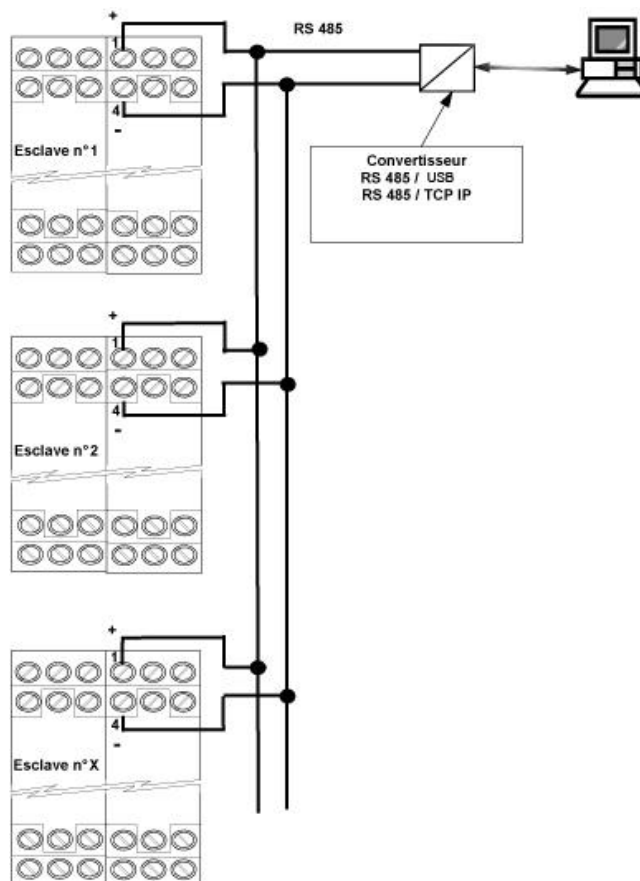 +
RS 485
1
4
-
Esclave n°1
Convertisseur
RS 485 / USB
RS 485 / TCP IP
+
1
4
-
Esclave n°2
+
1
4
-
Esclave n°X